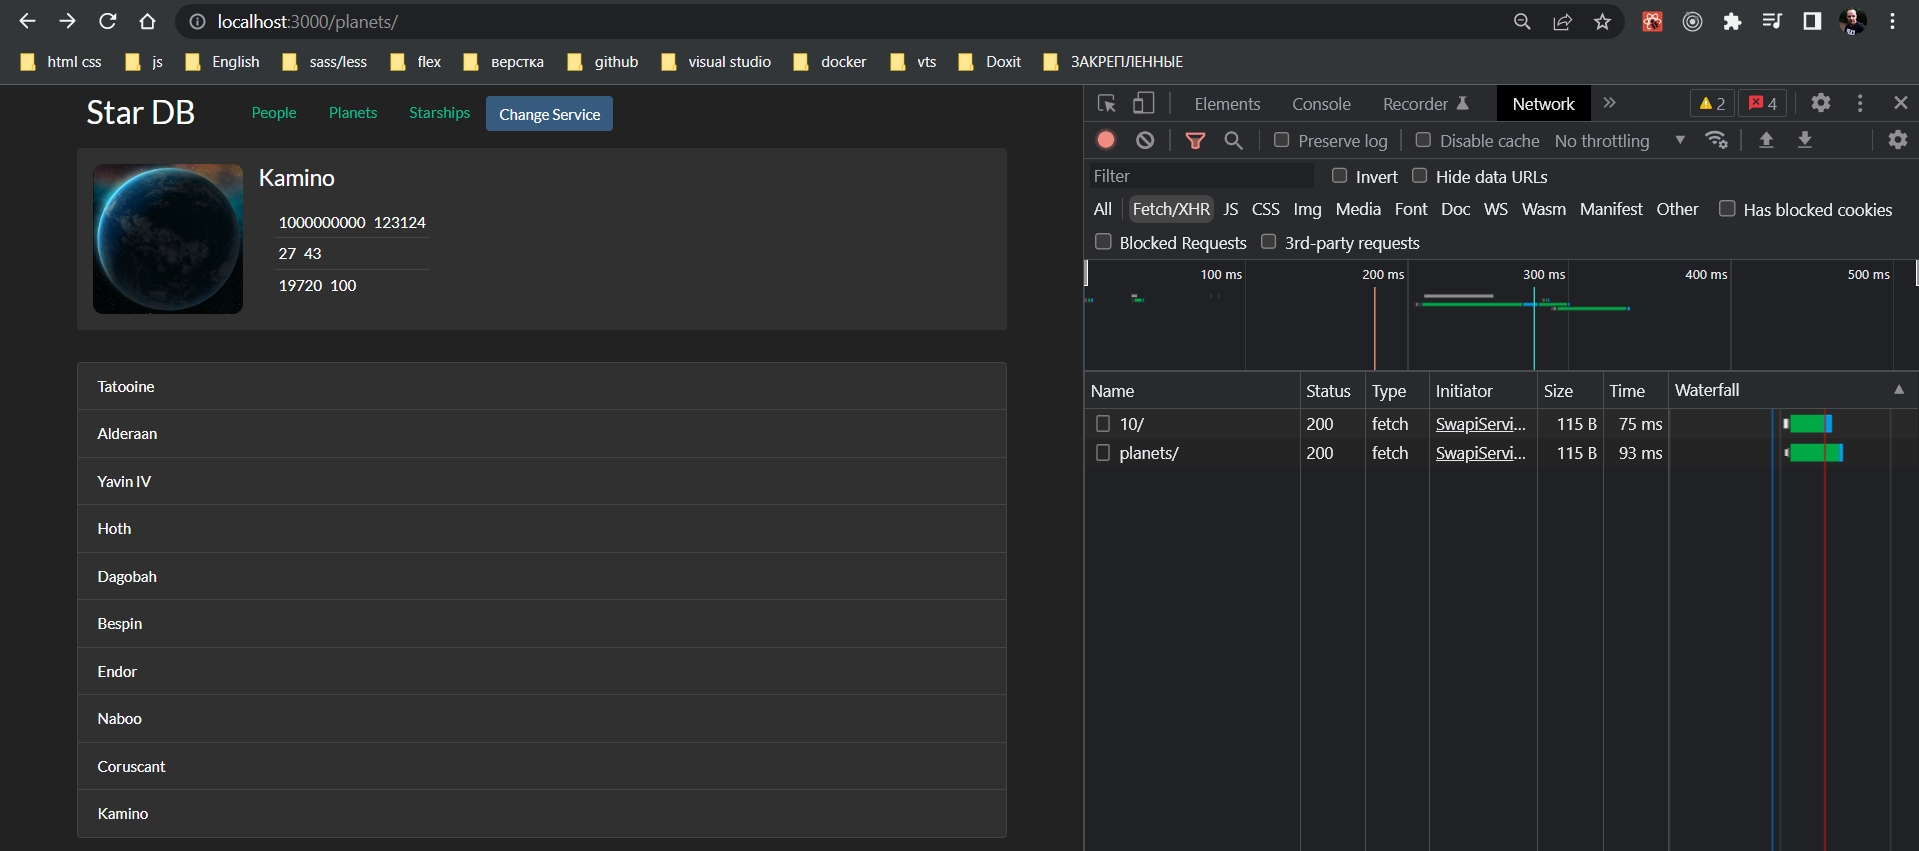 localhost:3000/planets/
html css js English sass/less flex верстка github visual studio docker vts Doxit ЗАКРЕПЛЕННЫЕ
Star DB People Planets Starships Change Service
Kamino
1000000000 123124
27 43
19720 100
Tatooine
Alderaan
Yavin IV
Hoth
Dagobah
Bespin
Endor
Naboo
Coruscant
Kamino
Elements Console Recorder Network 2 4
Preserve log Disable cache No throttling
Filter Invert Hide data URLs
All Fetch/XHR JS CSS Img Media Font Doc WS Wasm Manifest Other Has blocked cookies
Blocked Requests 3rd-party requests
100 ms 200 ms 300 ms 400 ms 500 ms
Name Status Type Initiator Size Time Waterfall
10/ 200 fetch SwapiServi... 115 B 75 ms
planets/ 200 fetch SwapiServi... 115 B 93 ms